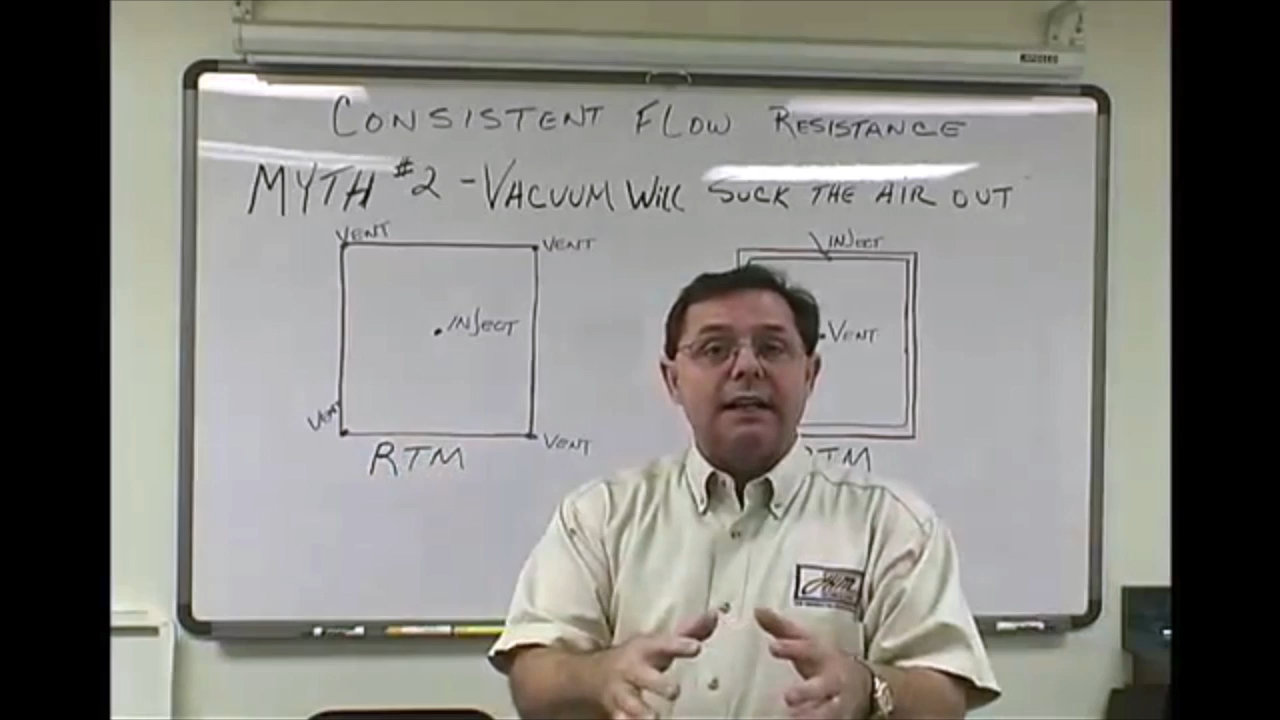 CONSISTENT FLOW RESISTANCE
MYTH #2 - VACUUM WILL SUCK THE AIR OUT
VENT
VENT
INJECT
INJECT
VENT
VENT
VENT
RTM
TM